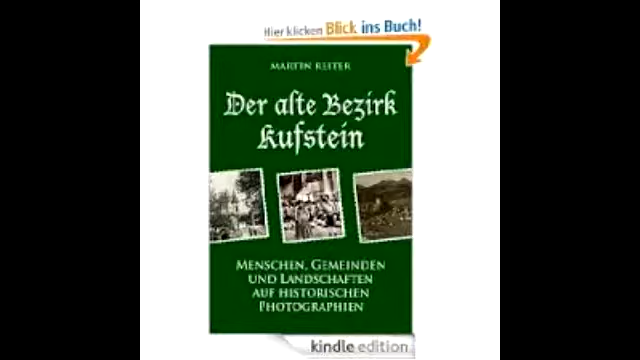 Hier klicken Blick ins Buch!
MARTIN REITER
Der alte Bezirk
Kufstein
MENSCHEN, GEMEINDEN
UND LANDSCHAFTEN
AUF HISTORISCHEN
PHOTOGRAPHIEN
kindle edition